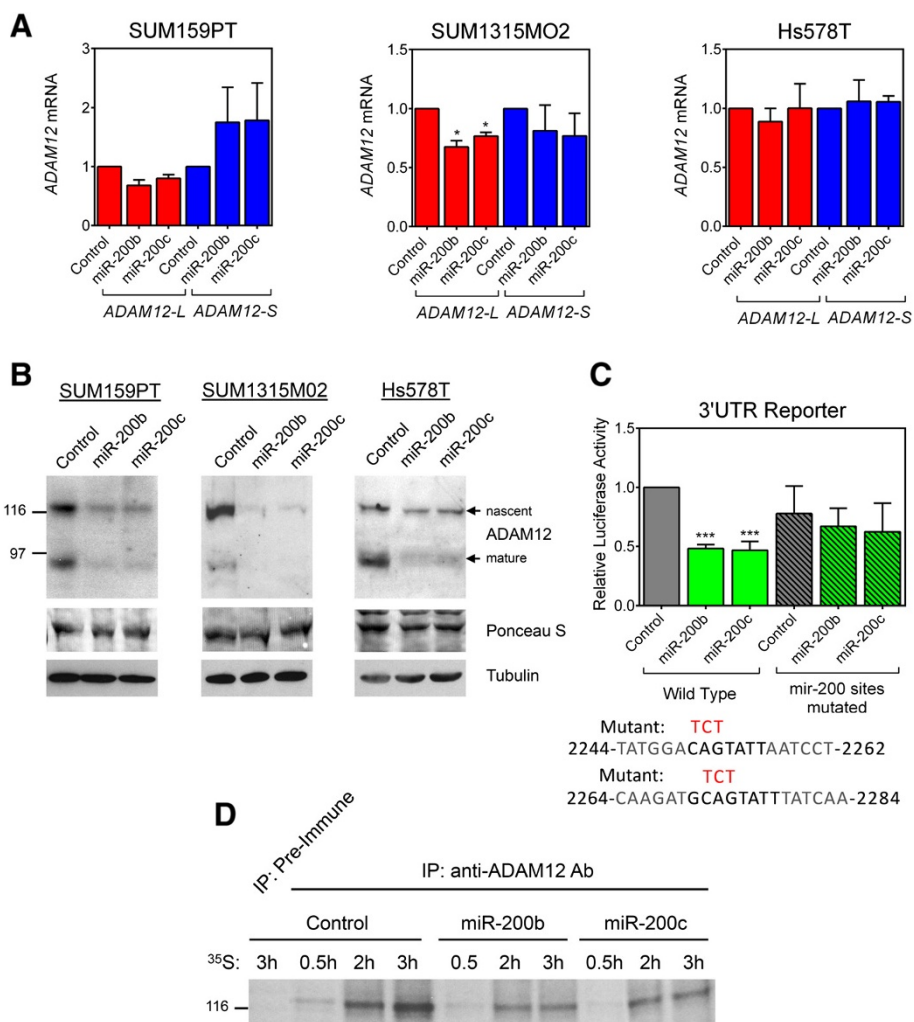 A
SUM159PT
SUM1315MO2
Hs578T
ADAM12 mRNA
3
2
1
0
Control
miR-200b
miR-200c
Control
miR-200b
miR-200c
ADAM12-L
ADAM12-S
ADAM12 mRNA
1.5
1.0
0.5
0.0
* *
Control
miR-200b
miR-200c
Control
miR-200b
miR-200c
ADAM12-L
ADAM12-S
ADAM12 mRNA
1.5
1.0
0.5
0.0
Control
miR-200b
miR-200c
Control
miR-200b
miR-200c
ADAM12-L
ADAM12-S
B
SUM159PT
SUM1315M02
Hs578T
Control
miR-200b
miR-200c
Control
miR-200b
miR-200c
Control
miR-200b
miR-200c
116
97
nascent
ADAM12
mature
Ponceau S
Tubulin
C
3'UTR Reporter
Relative Luciferase Activity
1.5
1.0
0.5
0.0
*** ***
Control
miR-200b
miR-200c
Control
miR-200b
miR-200c
Wild Type
mir-200 sites
mutated
Mutant: TCT
2244-TATGGACAGTATTAATCCT-2262
Mutant: TCT
2264-CAAGATGCAGTATTTATCAA-2284
D
IP: Pre-Immune
IP: anti-ADAM12 Ab
Control miR-200b miR-200c
35S: 3h 0.5h 2h 3h 0.5 2h 3h 0.5h 2h 3h
116